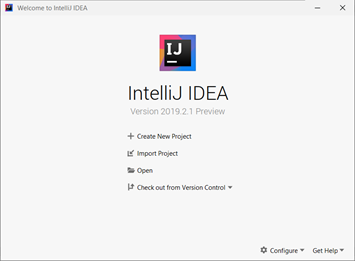 Welcome to IntelliJ IDEA
IJ
IntelliJ IDEA
Version 2019.2.1 Preview
Create New Project
Import Project
Open
Check out from Version Control
Configure Get Help